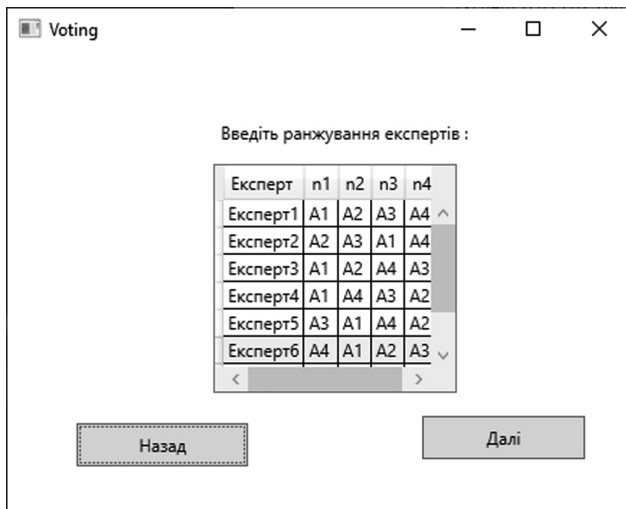 Voting
Введіть ранжування експертів :
Експерт n1 n2 n3 n4
Експерт1 A1 A2 A3 A4
Експерт2 A2 A3 A1 A4
Експерт3 A1 A2 A4 A3
Експерт4 A1 A4 A3 A2
Експерт5 A3 A1 A4 A2
Експерт6 A4 A1 A2 A3
Назад
Далі